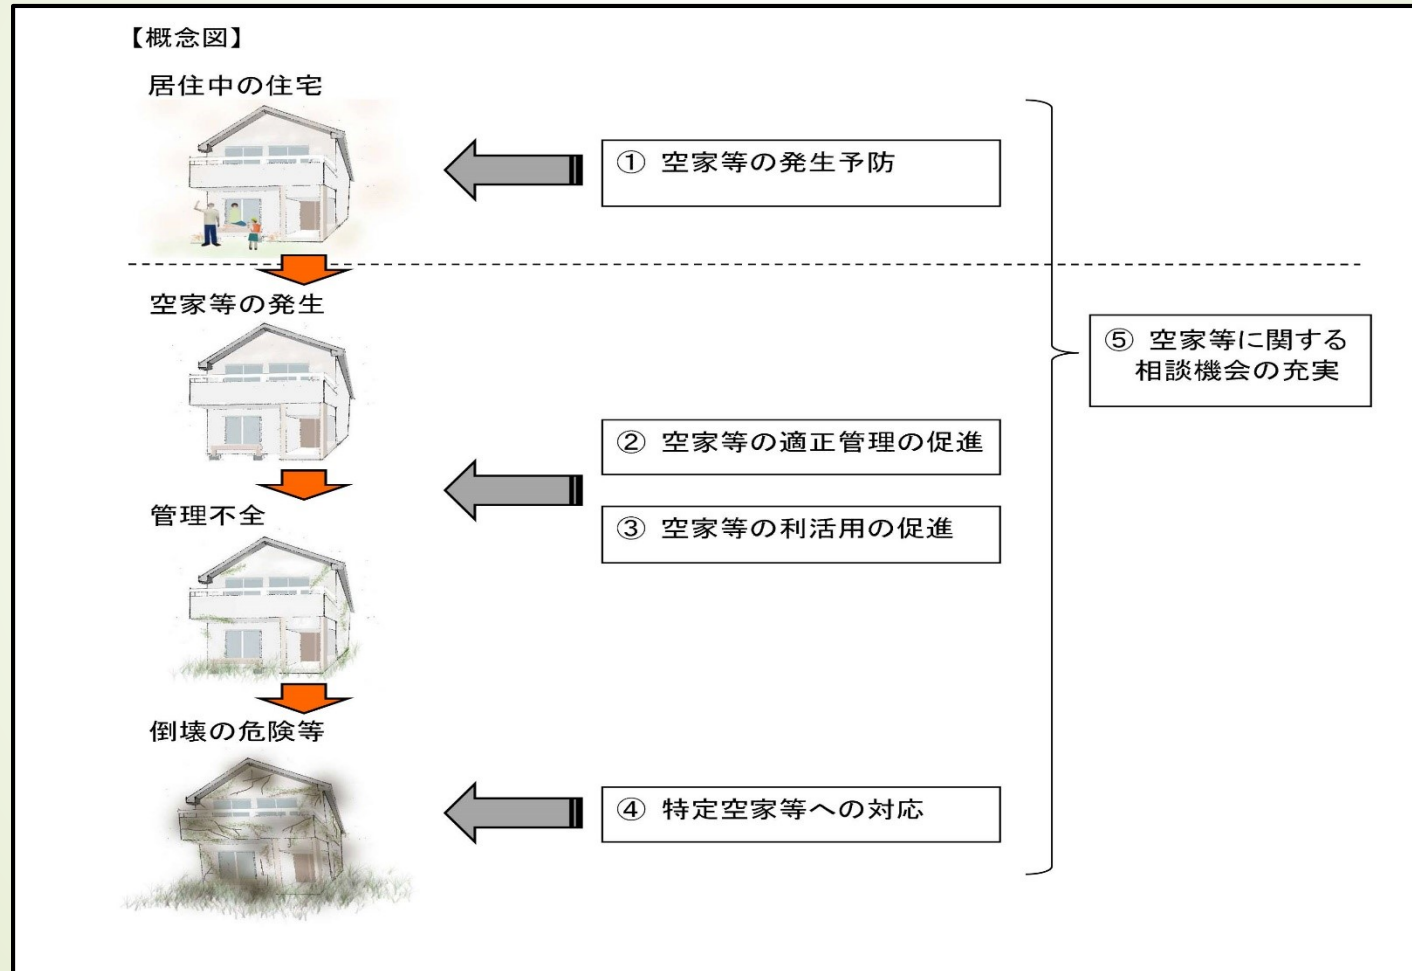 【概念図】
居住中の住宅
① 空家等の発生予防
空家等の発生
⑤ 空家等に関する
相談機会の充実
② 空家等の適正管理の促進
管理不全
③ 空家等の利活用の促進
倒壊の危険等
④ 特定空家等への対応